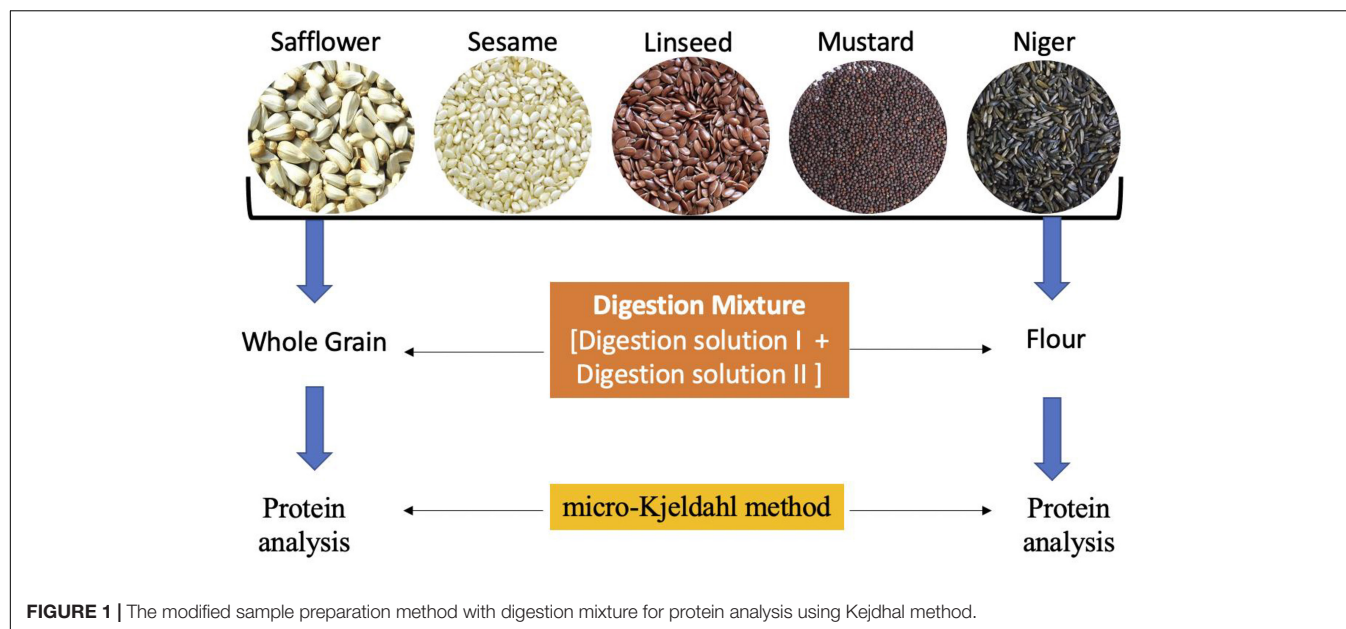 Safflower
Sesame
Linseed
Mustard
Niger
Digestion Mixture
[Digestion solution I +
Digestion solution II ]
Whole Grain
Flour
Protein
analysis
micro-Kjeldahl method
Protein
analysis
FIGURE 1 | The modified sample preparation method with digestion mixture for protein analysis using Kejdhal method.